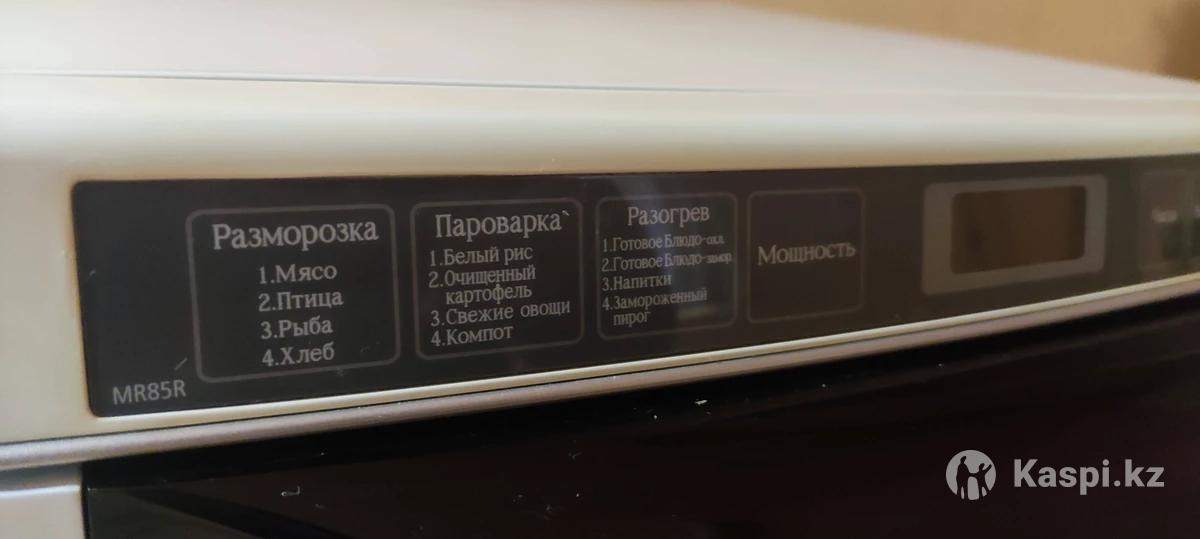 Разморозка
1.Мясо
2.Птица
3.Рыба
4.Хлеб
Пароварка
1.Белый рис
2.Очищенный
картофель
3.Свежие овощи
4.Компот
Разогрев
1.Готовое Блюдо-охл.
2.Готовое Блюдо-замор.
3.Напитки
4.Замороженный
пирог
Мощность
MR85R
Kaspi.kz